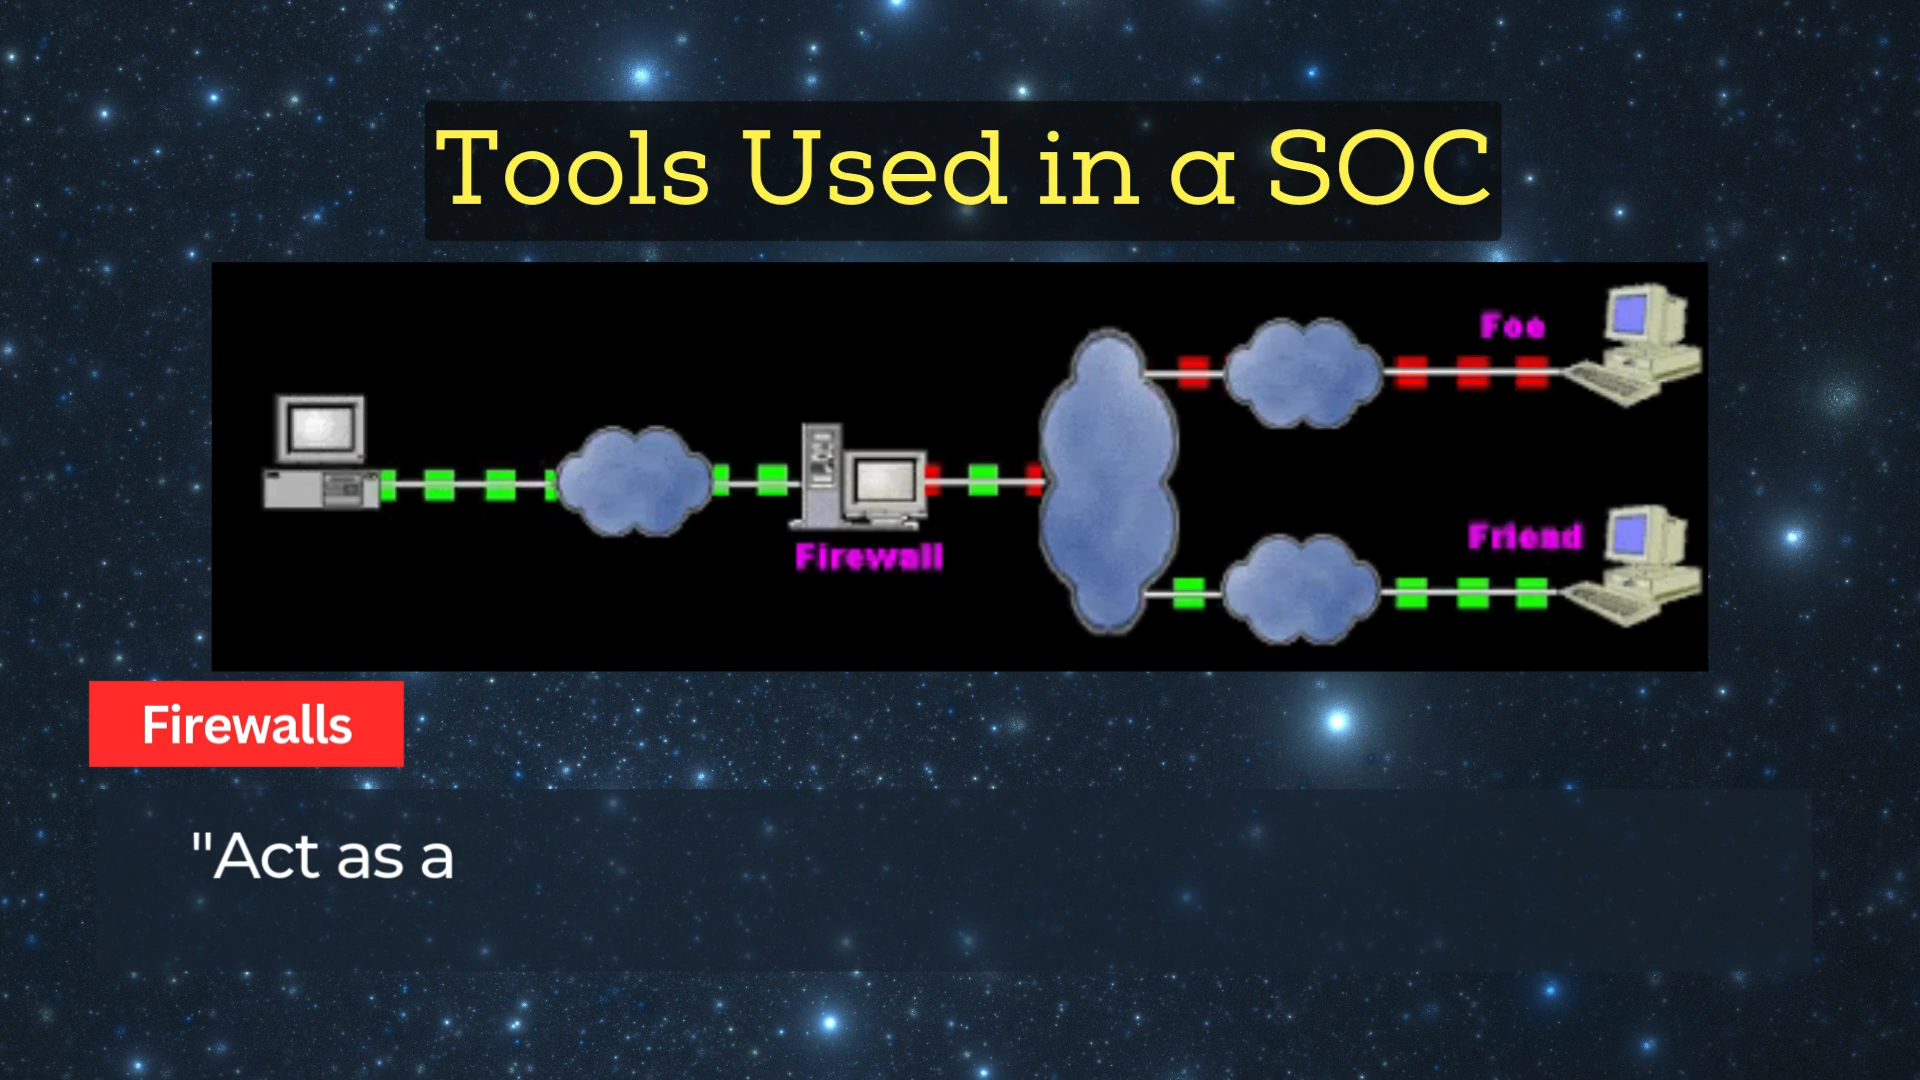 Tools Used in a SOC
Foe
Firewall
Friend
Firewalls
"Act as a